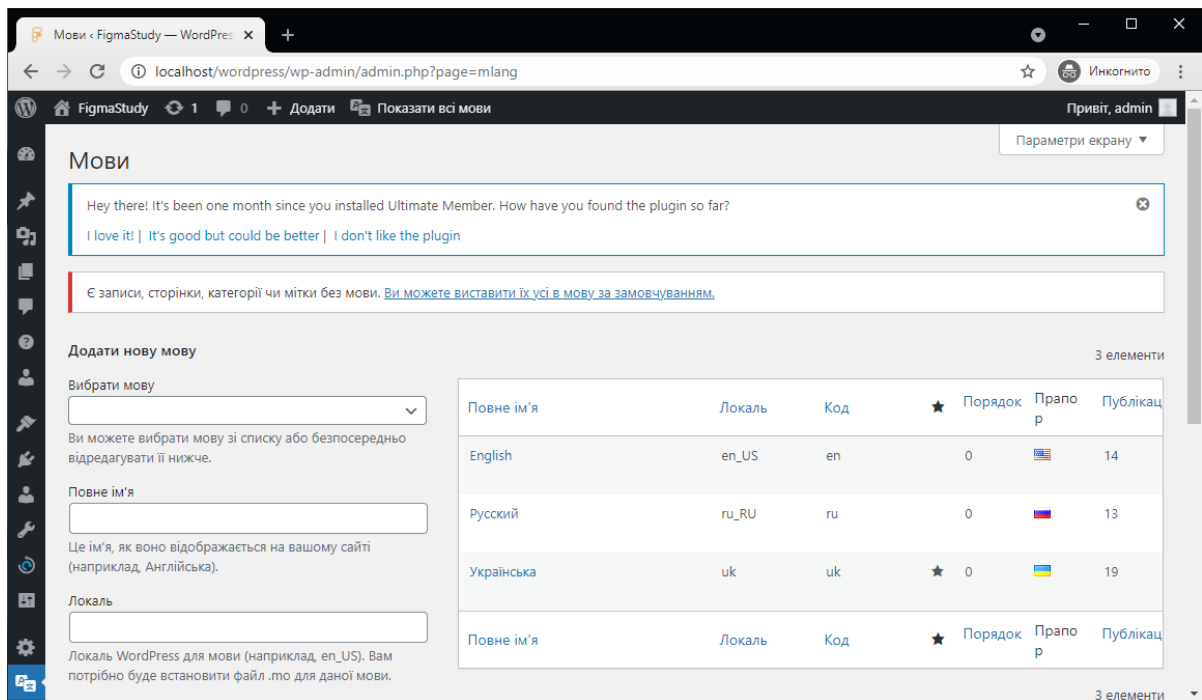 Мови ‹ FigmaStudy — WordPres
localhost/wordpress/wp-admin/admin.php?page=mlang
Инкогнито
FigmaStudy 1 0 Додати Показати всі мови Привіт, admin
Параметри екрану
Мови
Hey there! It's been one month since you installed Ultimate Member. How have you found the plugin so far?
I love it! | It's good but could be better | I don't like the plugin
Є записи, сторінки, категорії чи мітки без мови. Ви можете виставити їх усі в мову за замовчуванням.
Додати нову мову
3 елементи
Вибрати мову
Ви можете вибрати мову зі списку або безпосередньо
відредагувати її нижче.
Повне ім'я
Це ім'я, як воно відображається на вашому сайті
(наприклад, Англійська).
Локаль
Локаль WordPress для мови (наприклад, en_US). Вам
потрібно буде встановити файл .mo для даної мови.
Повне ім'я Локаль Код Порядок Прапо
р Публікац
English en_US en 0 14
Русский ru_RU ru 0 13
Українська uk uk 0 19
Повне ім'я Локаль Код Порядок Прапо
р Публікац
3 елементи